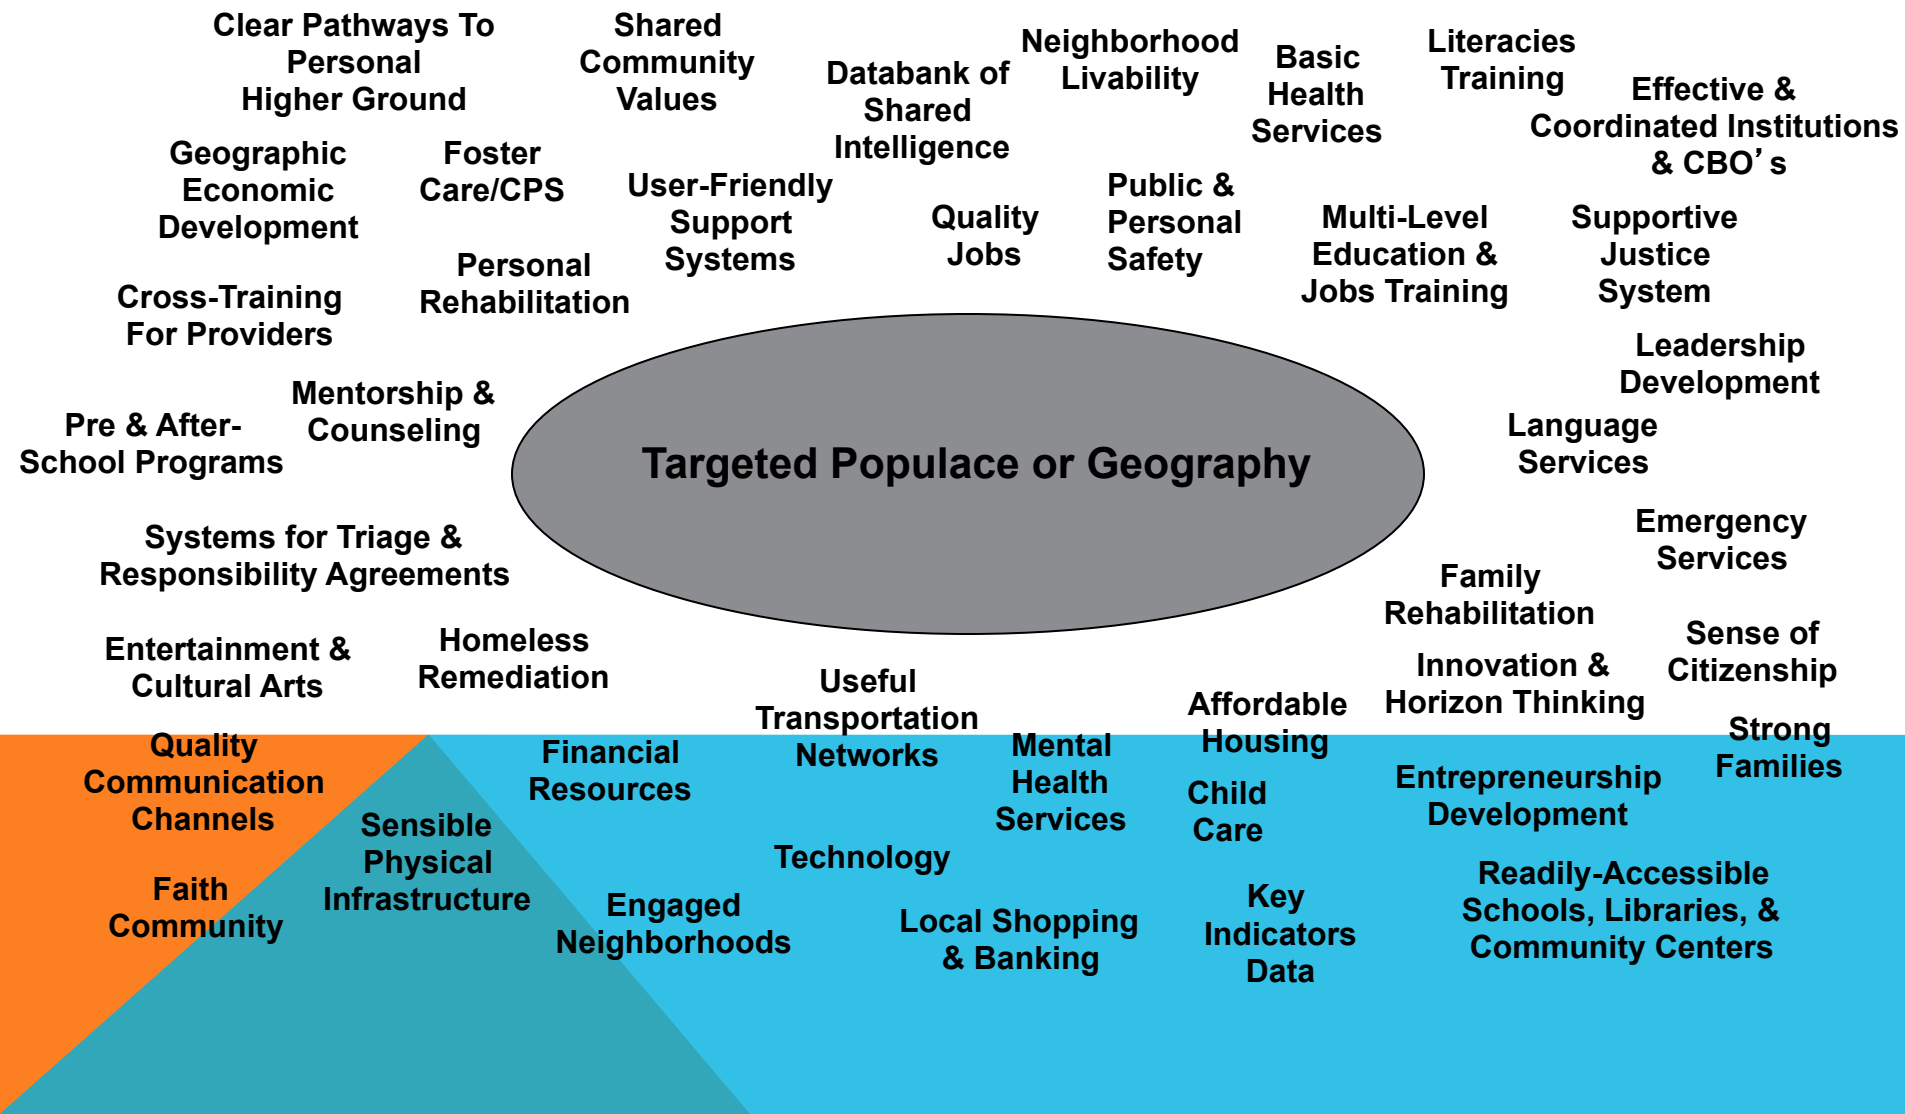 Clear Pathways To
Personal
Higher Ground
Shared
Community
Values
Databank of
Shared
Intelligence
Neighborhood
Livability
Basic
Health
Services
Literacies
Training
Effective &
Coordinated Institutions
& CBO’s
Geographic
Economic
Development
Foster
Care/CPS
User-Friendly
Support
Systems
Quality
Jobs
Public &
Personal
Safety
Multi-Level
Education &
Jobs Training
Supportive
Justice
System
Personal
Rehabilitation
Cross-Training
For Providers
Leadership
Development
Mentorship &
Counseling
Pre & After-
School Programs
Targeted Populace or Geography
Language
Services
Systems for Triage &
Responsibility Agreements
Emergency
Services
Family
Rehabilitation
Entertainment &
Cultural Arts
Homeless
Remediation
Sense of
Citizenship
Innovation &
Horizon Thinking
Useful
Transportation
Networks
Affordable
Housing
Strong
Families
Quality
Communication
Channels
Financial
Resources
Mental
Health
Services
Child
Care
Entrepreneurship
Development
Sensible
Physical
Infrastructure
Technology
Faith
Community
Engaged
Neighborhoods
Local Shopping
& Banking
Key
Indicators
Data
Readily-Accessible
Schools, Libraries, &
Community Centers